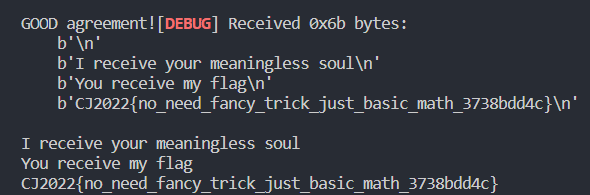 GOOD agreement![DEBUG] Received 0x6b bytes:
    b'\n'
    b'I receive your meaningless soul\n'
    b'You receive my flag\n'
    b'CJ2022{no_need_fancy_trick_just_basic_math_3738bdd4c}\n'

I receive your meaningless soul
You receive my flag
CJ2022{no_need_fancy_trick_just_basic_math_3738bdd4c}